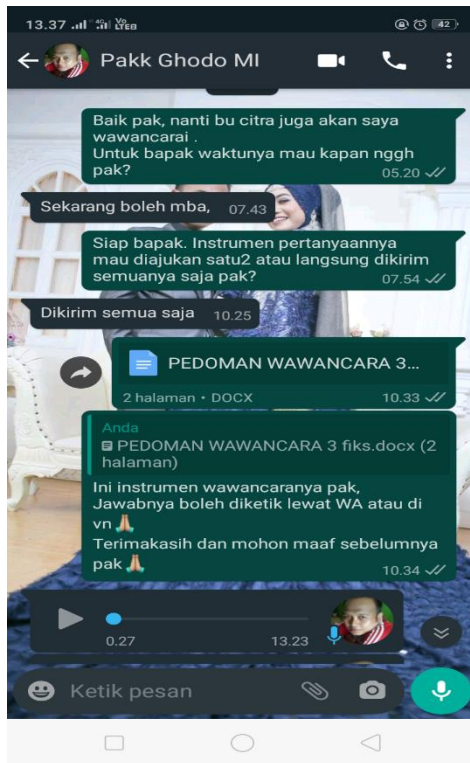 13.37
42
Pakk Ghodo MI
Baik pak, nanti bu citra juga akan saya
wawancarai .
Untuk bapak waktunya mau kapan nggh
pak?
05.20
Sekarang boleh mba,
07.43
Siap bapak. Instrumen pertanyaannya
mau diajukan satu2 atau langsung dikirim
semuanya saja pak?
07.54
Dikirim semua saja
10.25
PEDOMAN WAWANCARA 3...
2 halaman • DOCX
10.33
Anda
PEDOMAN WAWANCARA 3 fiks.docx (2
halaman)
Ini instrumen wawancaranya pak,
Jawabnya boleh diketik lewat WA atau di
vn 🙏
Terimakasih dan mohon maaf sebelumnya
pak 🙏
10.34
0.27
13.23
Ketik pesan